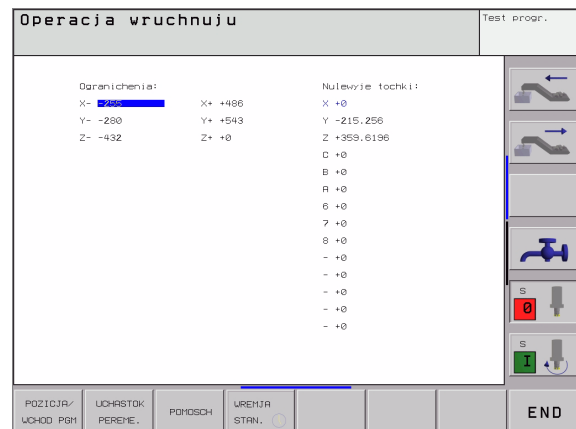 Operacja wruchnuju
Test progr.
Ogranichenia:
X- -255 X+ +486
Y- -280 Y+ +543
Z- -432 Z+ +0
Nulewyje tochki:
X +0
Y -215.256
Z +359.6196
C +0
B +0
A +0
6 +0
7 +0
8 +0
- +0
- +0
- +0
- +0
- +0
S
0
S
I
POZICJA/
WCHOD PGM
UCHASTOK
PEREME.
POMOSCH
WREMJA
STAN.
END